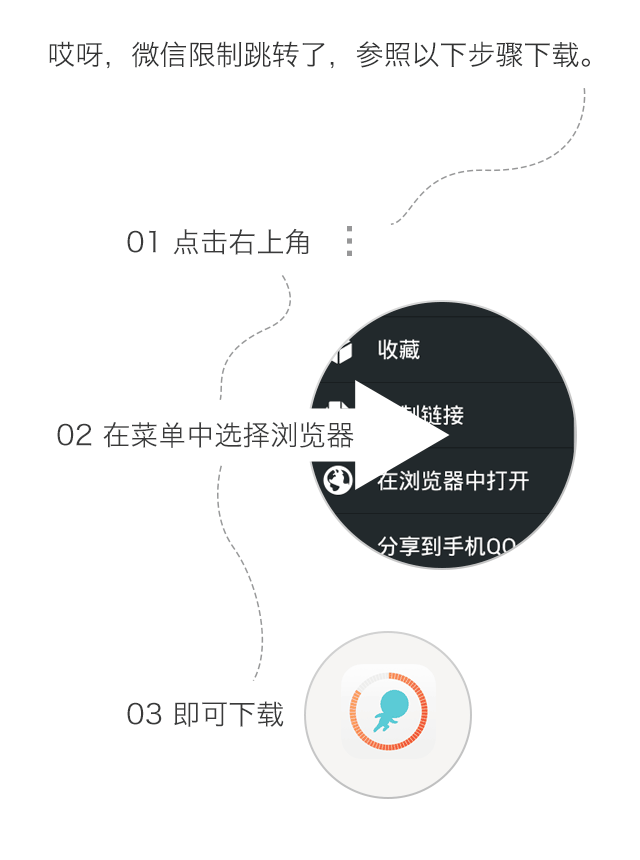 哎呀，微信限制跳转了，参照以下步骤下载。
01 点击右上角
收藏
制链接
02 在菜单中选择浏览器
在浏览器中打开
分享到手机QQ
03 即可下载